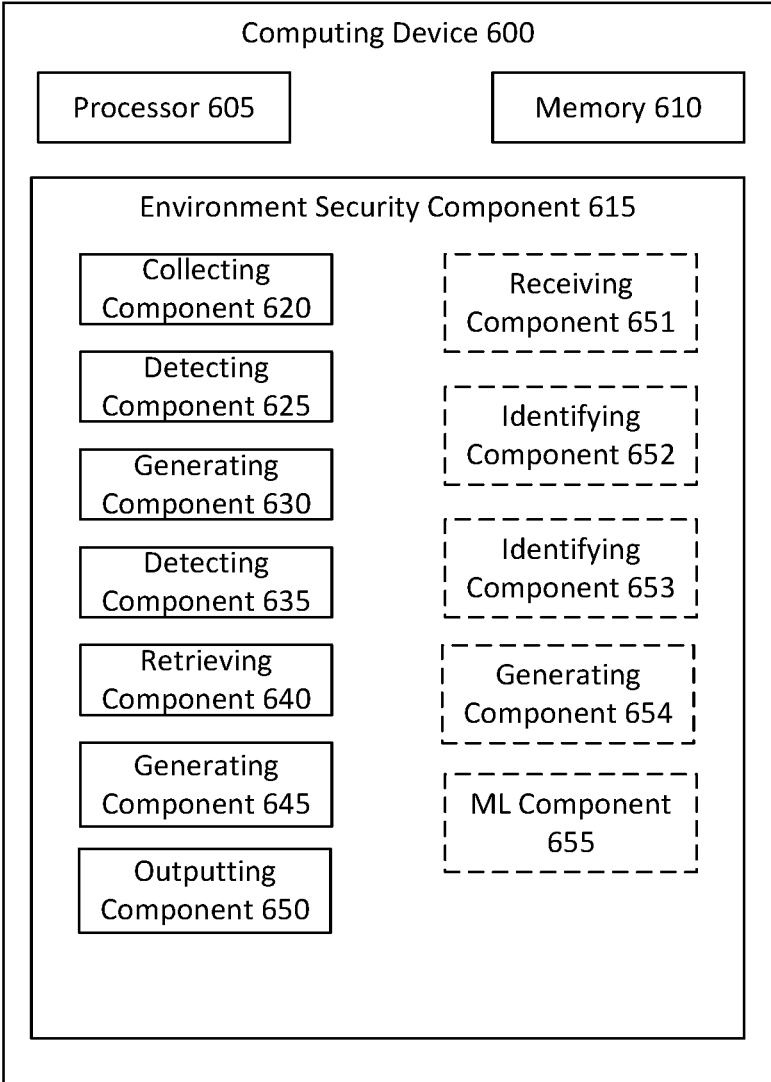 Computing Device 600
Processor 605
Memory 610
Environment Security Component 615
Collecting
Component 620
Detecting
Component 625
Generating
Component 630
Detecting
Component 635
Retrieving
Component 640
Generating
Component 645
Outputting
Component 650
Receiving
Component 651
Identifying
Component 652
Identifying
Component 653
Generating
Component 654
ML Component
655